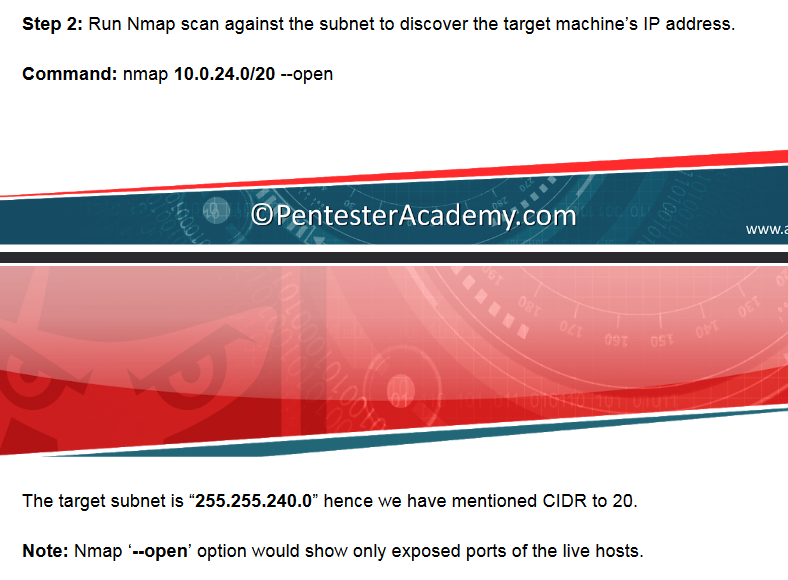 Step 2: Run Nmap scan against the subnet to discover the target machine’s IP address.
Command: nmap 10.0.24.0/20 --open
©PentesterAcademy.com
www.a
The target subnet is “255.255.240.0” hence we have mentioned CIDR to 20.
Note: Nmap ‘--open’ option would show only exposed ports of the live hosts.